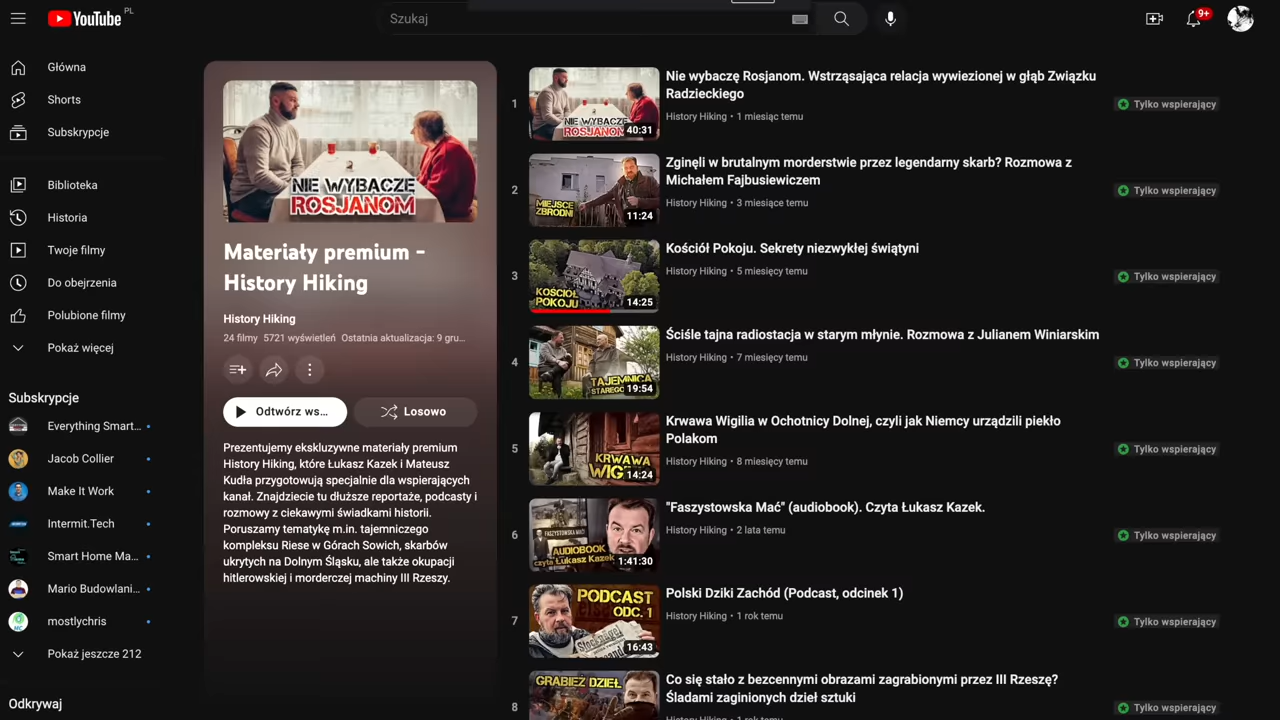 YouTube PL
Szukaj
9+
Główna
Shorts
Subskrypcje
Biblioteka
Historia
Twoje filmy
Do obejrzenia
Polubione filmy
Pokaż więcej
Subskrypcje
Everything Smart...
Jacob Collier
Make It Work
Intermit.Tech
Smart Home Ma...
Mario Budowlani...
mostlychris
Pokaż jeszcze 212
Odkrywaj
NIE WYBACZĘ
ROSJANOM
Materiały premium -
History Hiking
History Hiking
24 filmy 5721 wyświetleń Ostatnia aktualizacja: 9 gru...
Odtwórz ws...
Losowo
Prezentujemy ekskluzywne materiały premium
History Hiking, które Łukasz Kazek i Mateusz
Kudła przygotowują specjalnie dla wspierających
kanał. Znajdziecie tu dłuższe reportaże, podcasty i
rozmowy z ciekawymi świadkami historii.
Poruszamy tematykę m.in. tajemniczego
kompleksu Riese w Górach Sowich, skarbów
ukrytych na Dolnym Śląsku, ale także okupacji
hitlerowskiej i morderczej machiny III Rzeszy.
1
NIE WYBACZĘ
ROSJANOM
40:31
Nie wybaczę Rosjanom. Wstrząsająca relacja wywiezionej w głąb Związku
Radzieckiego
History Hiking • 1 miesiąc temu
Tylko wspierający
2
MIEJSCE
ZBRODNI
11:24
Zginęli w brutalnym morderstwie przez legendarny skarb? Rozmowa z
Michałem Fajbusiewiczem
History Hiking • 3 miesiące temu
Tylko wspierający
3
KOŚCIÓŁ
POKOJU
14:25
Kościół Pokoju. Sekrety niezwykłej świątyni
History Hiking • 5 miesięcy temu
Tylko wspierający
4
TAJEMNICA
STAREGO
19:54
Ściśle tajna radiostacja w starym młynie. Rozmowa z Julianem Winiarskim
History Hiking • 7 miesięcy temu
Tylko wspierający
5
KRWAWA
WIGI
14:24
Krwawa Wigilia w Ochotnicy Dolnej, czyli jak Niemcy urządzili piekło
Polakom
History Hiking • 8 miesięcy temu
Tylko wspierający
6
FASZYSTOWSKA MAĆ
AUDIOBOOK
czyta Łukasz Kazek
1:41:30
"Faszystowska Mać" (audiobook). Czyta Łukasz Kazek.
History Hiking • 2 lata temu
Tylko wspierający
7
PODCAST
ODC. 1
16:43
Polski Dziki Zachód (Podcast, odcinek 1)
History Hiking • 1 rok temu
Tylko wspierający
8
GRABIEŻ DZIEŁ
Co się stało z bezcennymi obrazami zagrabionymi przez III Rzeszę?
Śladami zaginionych dzieł sztuki
History Hiking • 1 rok temu
Tylko wspierający